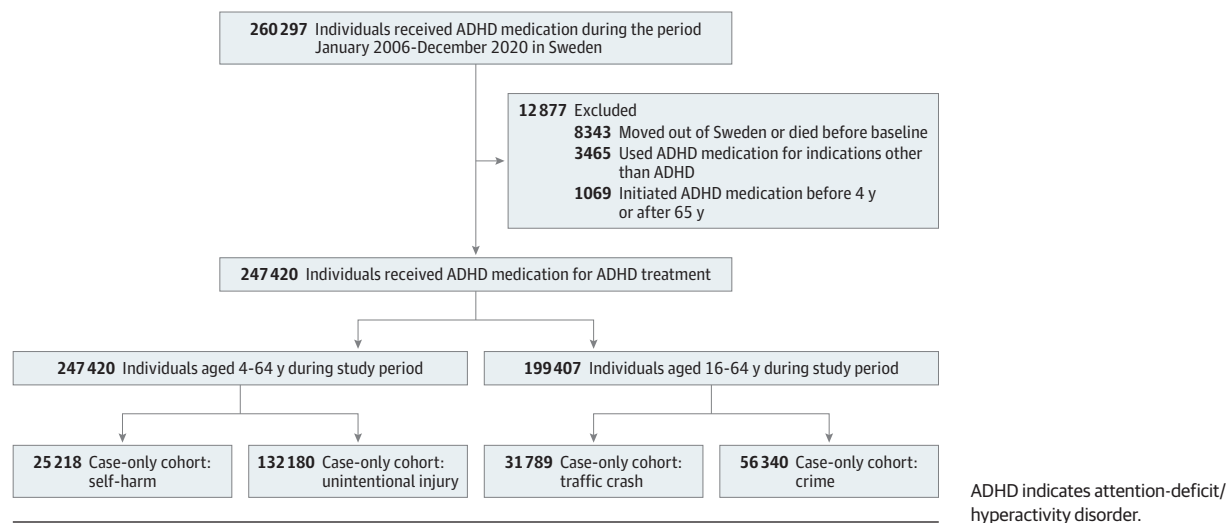 260 297 Individuals received ADHD medication during the period
January 2006-December 2020 in Sweden
12 877 Excluded
8343 Moved out of Sweden or died before baseline
3465 Used ADHD medication for indications other
than ADHD
1069 Initiated ADHD medication before 4 y
or after 65 y
247 420 Individuals received ADHD medication for ADHD treatment
247 420 Individuals aged 4-64 y during study period
199 407 Individuals aged 16-64 y during study period
25 218 Case-only cohort:
self-harm
132 180 Case-only cohort:
unintentional injury
31 789 Case-only cohort:
traffic crash
56 340 Case-only cohort:
crime
ADHD indicates attention-deficit/
hyperactivity disorder.